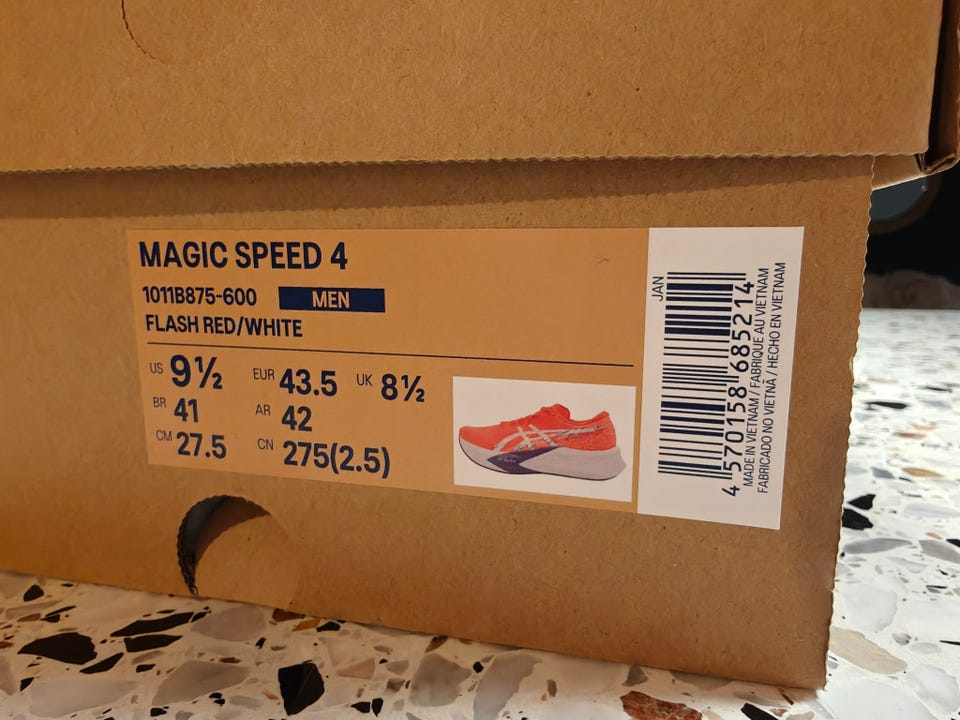 MAGIC SPEED 4
1011B875-600 MEN
FLASH RED/WHITE
US 9½ EUR 43.5 UK 8½
BR 41 AR 42
CM 27.5 CN 275(2.5)
JAN
4 570158 685214
MADE IN VIETNAM / FABRIQUE AU VIETNAM
FABRICADO NO VIETNÃ / HECHO EN VIETNAM